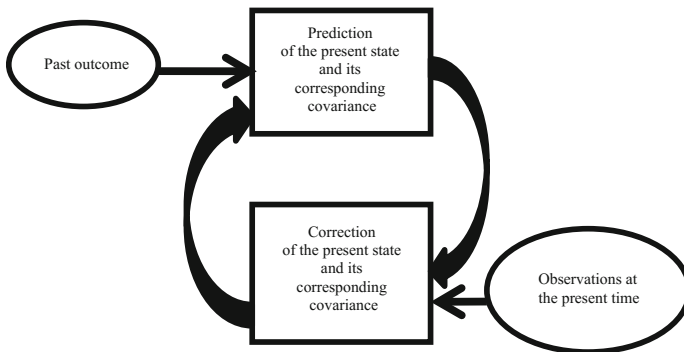 Past outcome
Prediction
of the present state
and its
corresponding
covariance
Correction
of the present state
and its
corresponding
covariance
Observations at
the present time